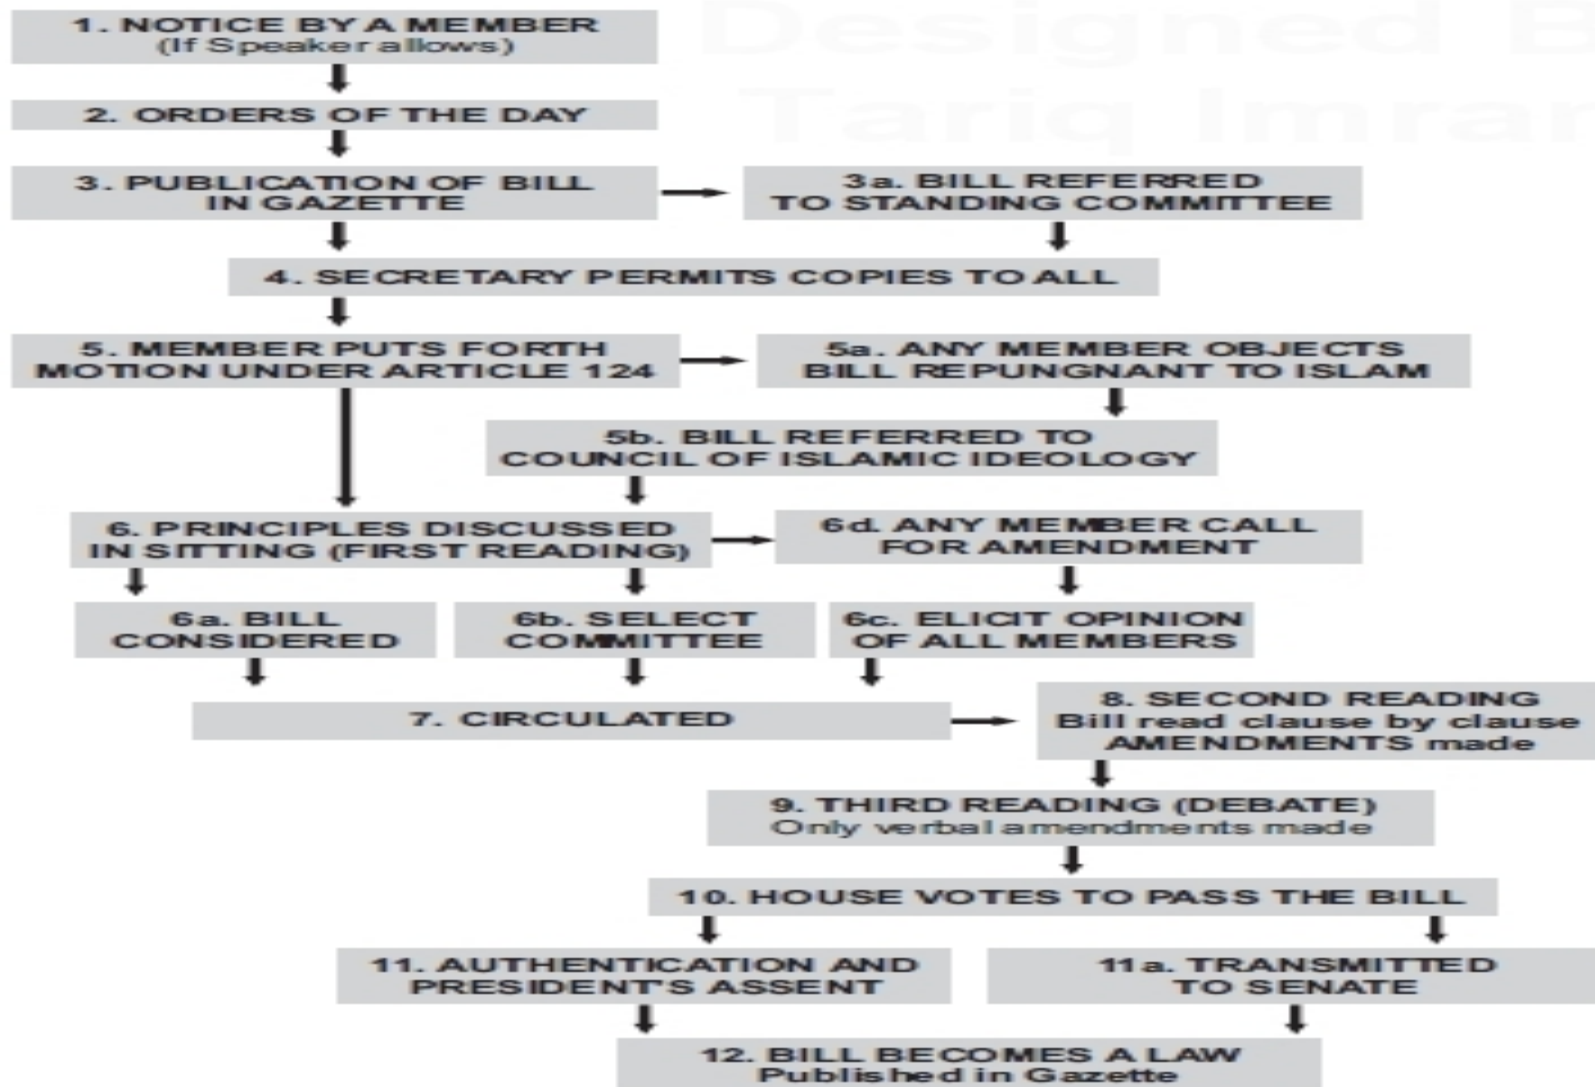 Designed B
Tariq Imran
1. NOTICE BY A MEMBER
(If Speaker allows)
2. ORDERS OF THE DAY
3. PUBLICATION OF BILL
IN GAZETTE
3a. BILL REFERRED
TO STANDING COMMITTEE
4. SECRETARY PERMITS COPIES TO ALL
5. MEMBER PUTS FORTH
MOTION UNDER ARTICLE 124
5a. ANY MEMBER OBJECTS
BILL REPUNGNANT TO ISLAM
5b. BILL REFERRED TO
COUNCIL OF ISLAMIC IDEOLOGY
6. PRINCIPLES DISCUSSED
IN SITTING (FIRST READING)
6d. ANY MEMBER CALL
FOR AMENDMENT
6a. BILL
CONSIDERED
6b. SELECT
COMMITTEE
6c. ELICIT OPINION
OF ALL MEMBERS
7. CIRCULATED
8. SECOND READING
Bill read clause by clause
AMENDMENTS made
9. THIRD READING (DEBATE)
Only verbal amendments made
10. HOUSE VOTES TO PASS THE BILL
11. AUTHENTICATION AND
PRESIDENT'S ASSENT
11a. TRANSMITTED
TO SENATE
12. BILL BECOMES A LAW
Published in Gazette